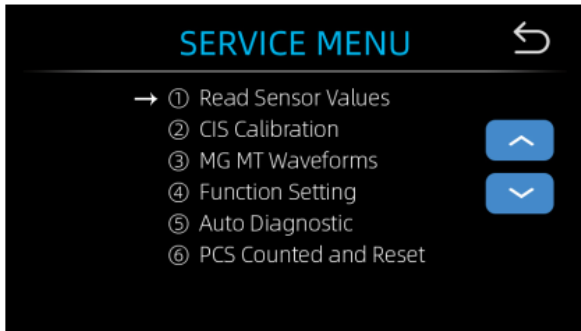 SERVICE MENU
→ ① Read Sensor Values
② CIS Calibration
③ MG MT Waveforms
④ Function Setting
⑤ Auto Diagnostic
⑥ PCS Counted and Reset